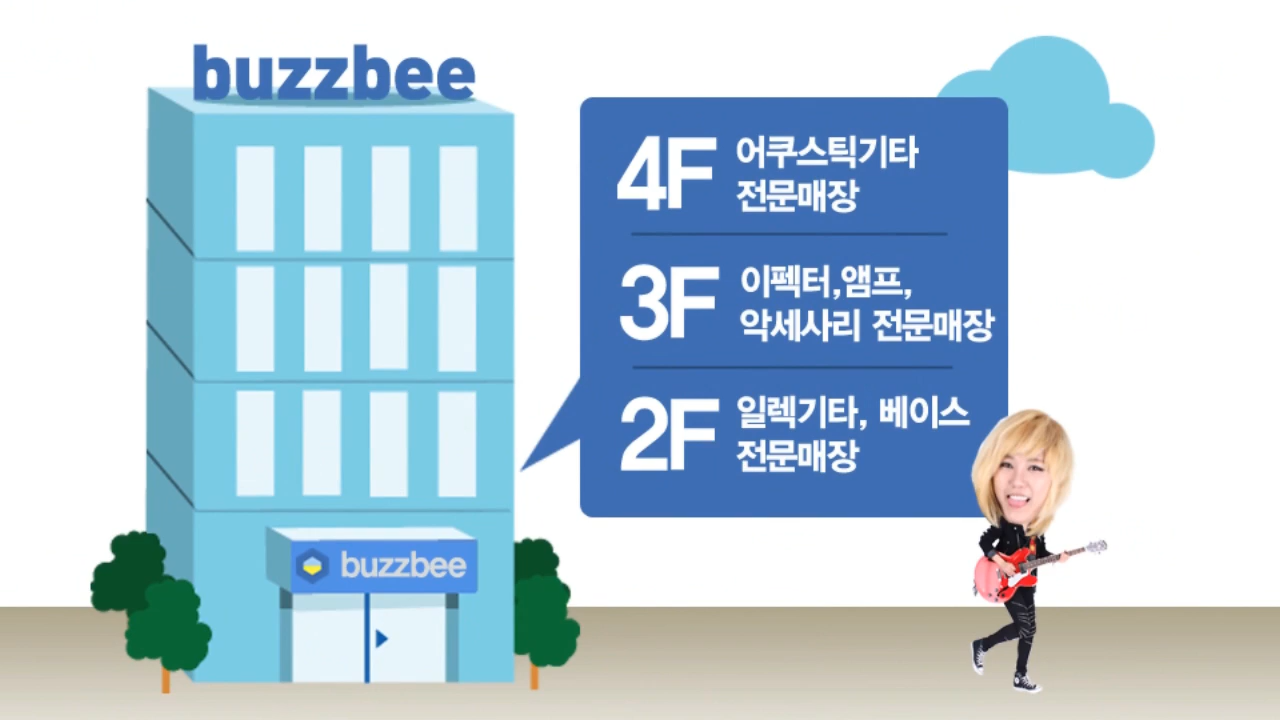 buzzbee
4F 어쿠스틱기타
전문매장
3F 이펙터,앰프,
악세사리 전문매장
2F 일렉기타, 베이스
전문매장
buzzbee